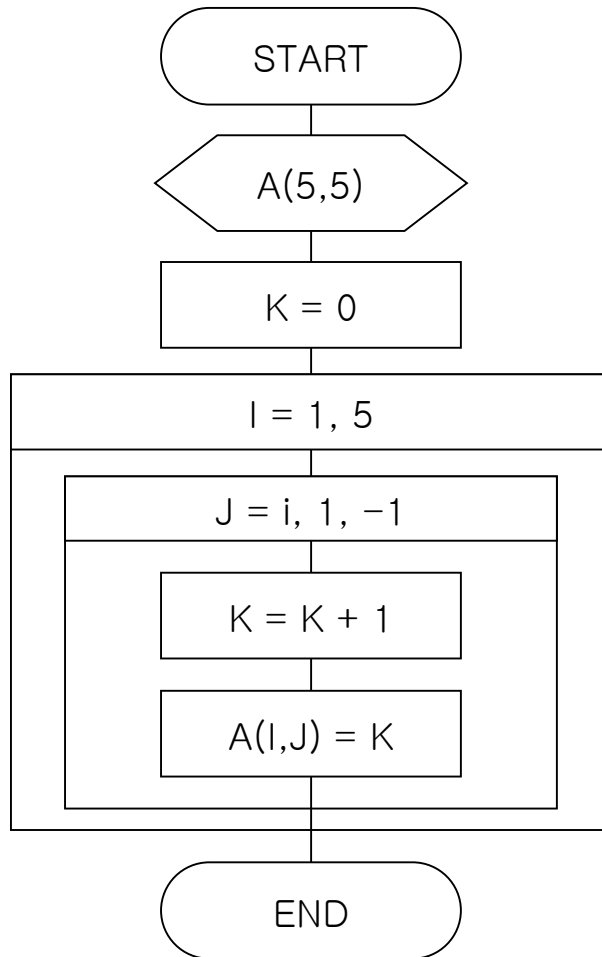 START
A(5,5)
K = 0
I = 1, 5
J = i, 1, -1
K = K + 1
A(I,J) = K
END